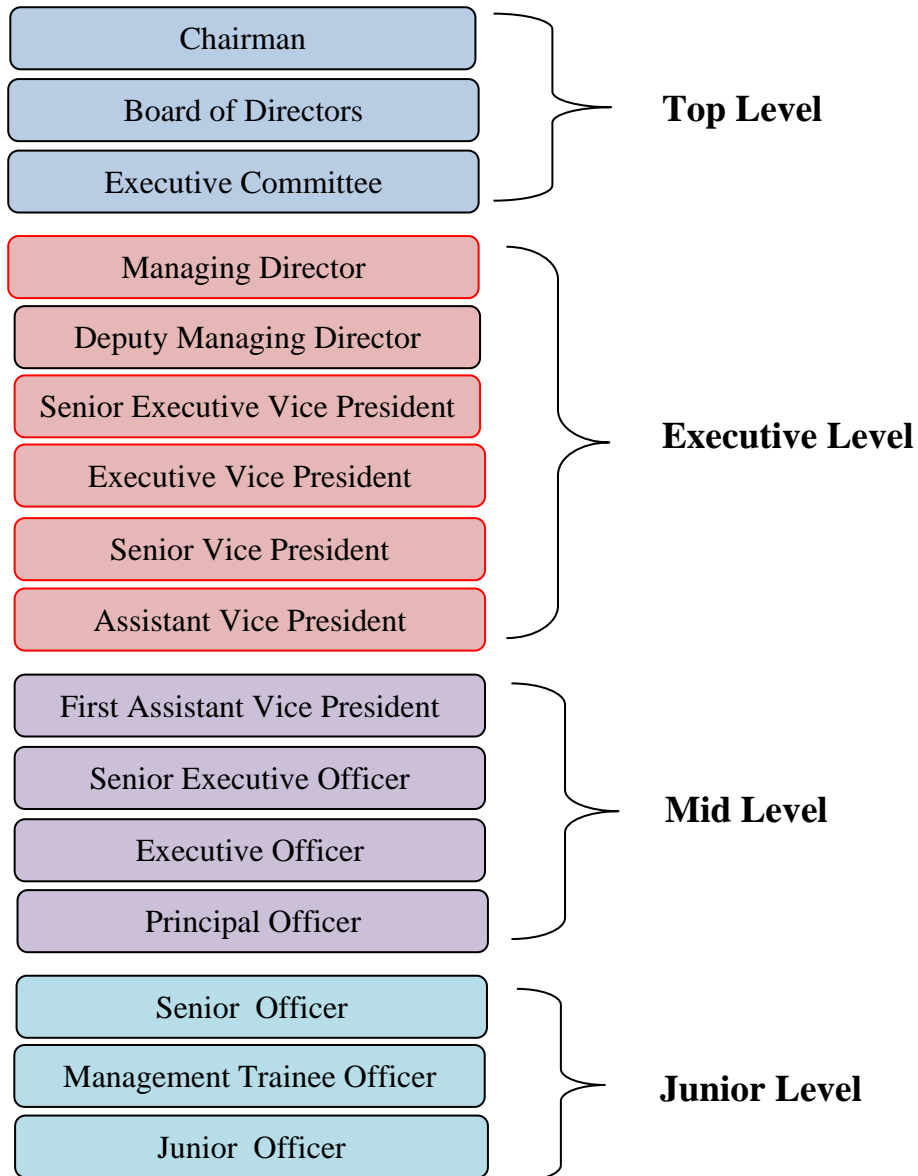 Chairman
Board of Directors
Executive Committee
Top Level
Managing Director
Deputy Managing Director
Senior Executive Vice President
Executive Vice President
Senior Vice President
Assistant Vice President
Executive Level
First Assistant Vice President
Senior Executive Officer
Executive Officer
Principal Officer
Mid Level
Senior Officer
Management Trainee Officer
Junior Officer
Junior Level